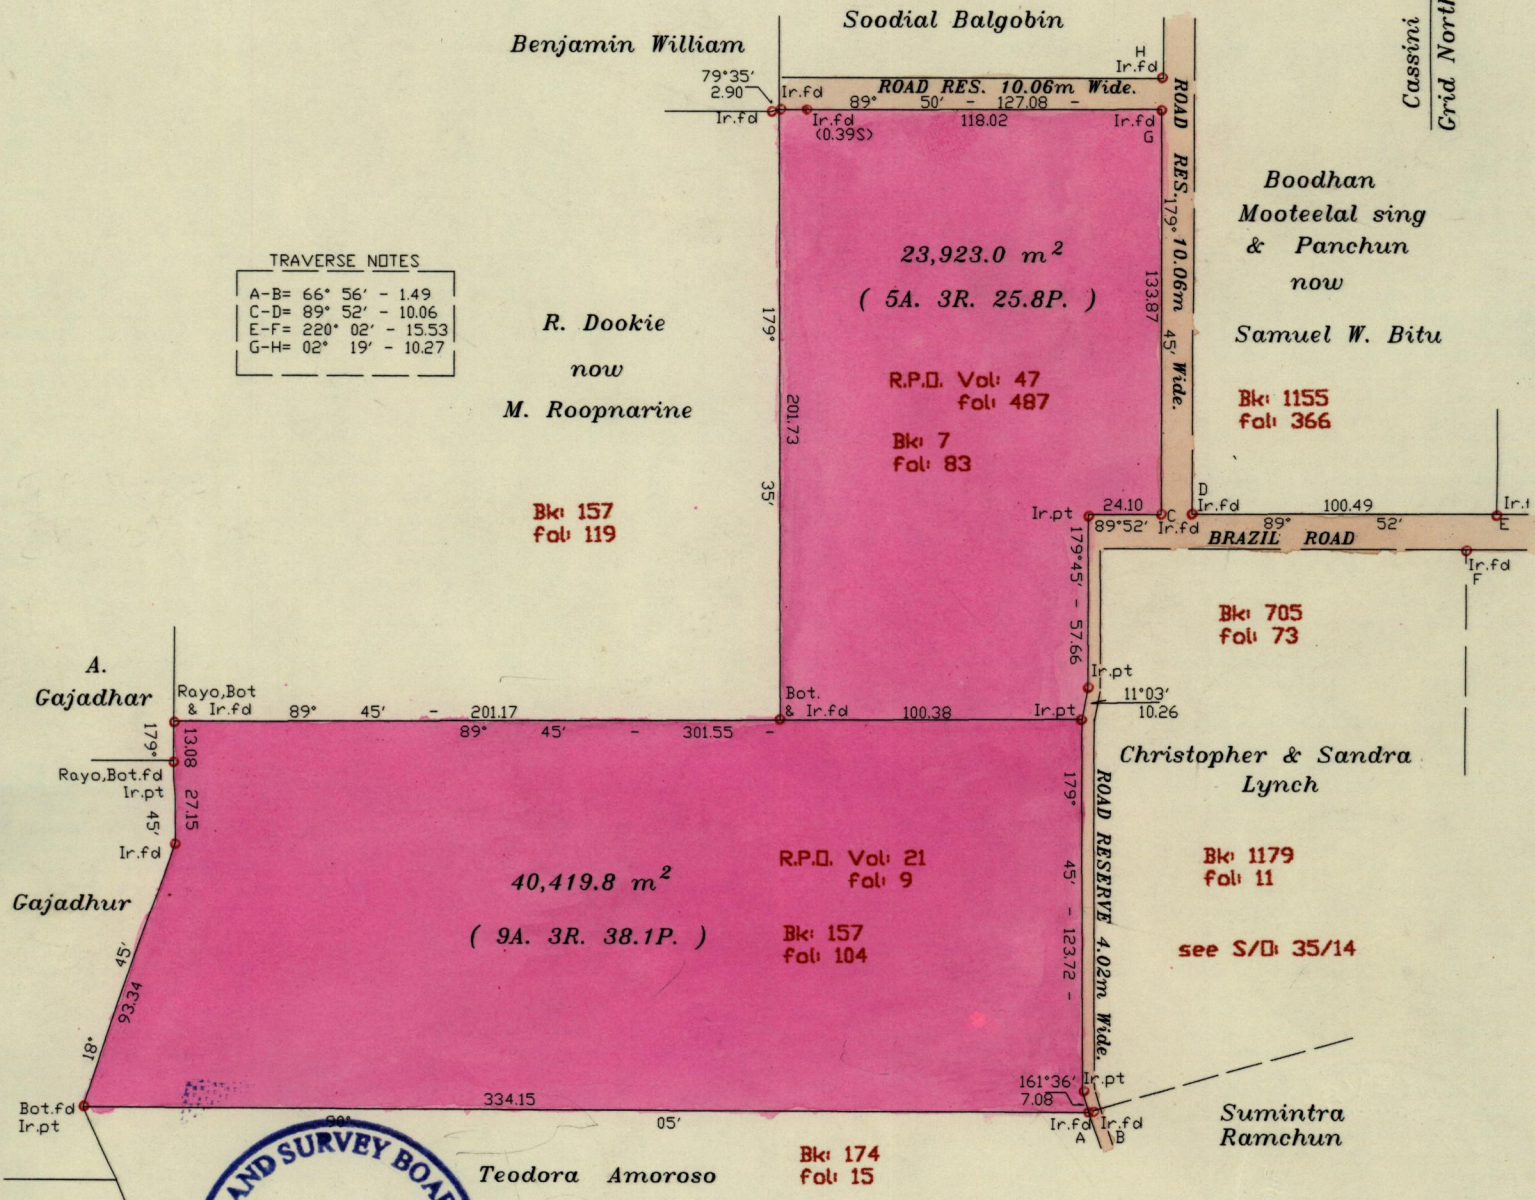 Soodial Balgobin
Benjamin William
Cassini
Grid North
H
Ir.fd
79°35'
2.90
Ir.fd
ROAD RES. 10.06m Wide.
89° 50' - 127.08 -
Ir.fd
Ir.fd
(0.39S)
118.02
Ir.fd
G
ROAD RES. 10.06m Wide.
179° 45'
133.87
Boodhan
Mooteelal sing
& Panchun
now
Samuel W. Bitu
Bk: 1155
fol: 366
23,923.0 m²
( 5A. 3R. 25.8P. )
R.P.O. Vol: 47
fol: 487
Bk: 7
fol: 83
TRAVERSE NOTES
A-B= 66° 56' - 1.49
C-D= 89° 52' - 10.06
E-F= 220° 02' - 15.53
G-H= 02° 19' - 10.27
R. Dookie
now
M. Roopnarine
179° 35'
201.73
Bk: 157
fol: 119
Ir.pt
24.10
89°52'
C
Ir.fd
D
Ir.fd
100.49
89° 52'
E
BRAZIL ROAD
Ir.fd
F
179°45' - 57.66
Bk: 705
fol: 73
Ir.pt
11°03'
10.26
A.
Gajadhar
Rayo,Bot
& Ir.fd
89° 45' - 201.17
89° 45' - 301.55 -
Bot.
& Ir.fd
100.38
Ir.pt
179° 45'
13.08
27.15
Rayo,Bot.fd
Ir.pt
Ir.fd
Christopher & Sandra
Lynch
179° 45' - 123.72 -
ROAD RESERVE 4.02m Wide.
Bk: 1179
fol: 11
see S/O: 35/14
R.P.O. Vol: 21
fol: 9
40,419.8 m²
( 9A. 3R. 38.1P. )
Bk: 157
fol: 104
Gajadhur
18° 45'
93.34
Bot.fd
Ir.pt
334.15
90° 05'
161°36'
7.08
Ir.pt
Ir.fd
A
Ir.fd
B
Sumintra
Ramchun
LAND SURVEY BOA
Teodora Amoroso
Bk: 174
fol: 15